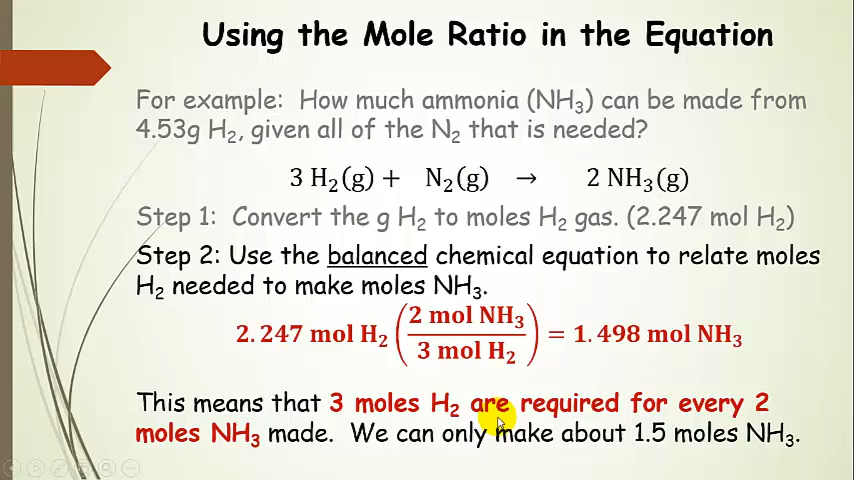 Using the Mole Ratio in the Equation
For example: How much ammonia (NH₃) can be made from
4.53g H₂, given all of the N₂ that is needed?
3 H₂(g) + N₂(g) → 2 NH₃(g)
Step 1: Convert the g H₂ to moles H₂ gas. (2.247 mol H₂)
Step 2: Use the balanced chemical equation to relate moles
H₂ needed to make moles NH₃.
2.247 mol H₂ (2 mol NH₃ / 3 mol H₂) = 1.498 mol NH₃
This means that 3 moles H₂ are required for every 2
moles NH₃ made. We can only make about 1.5 moles NH₃.